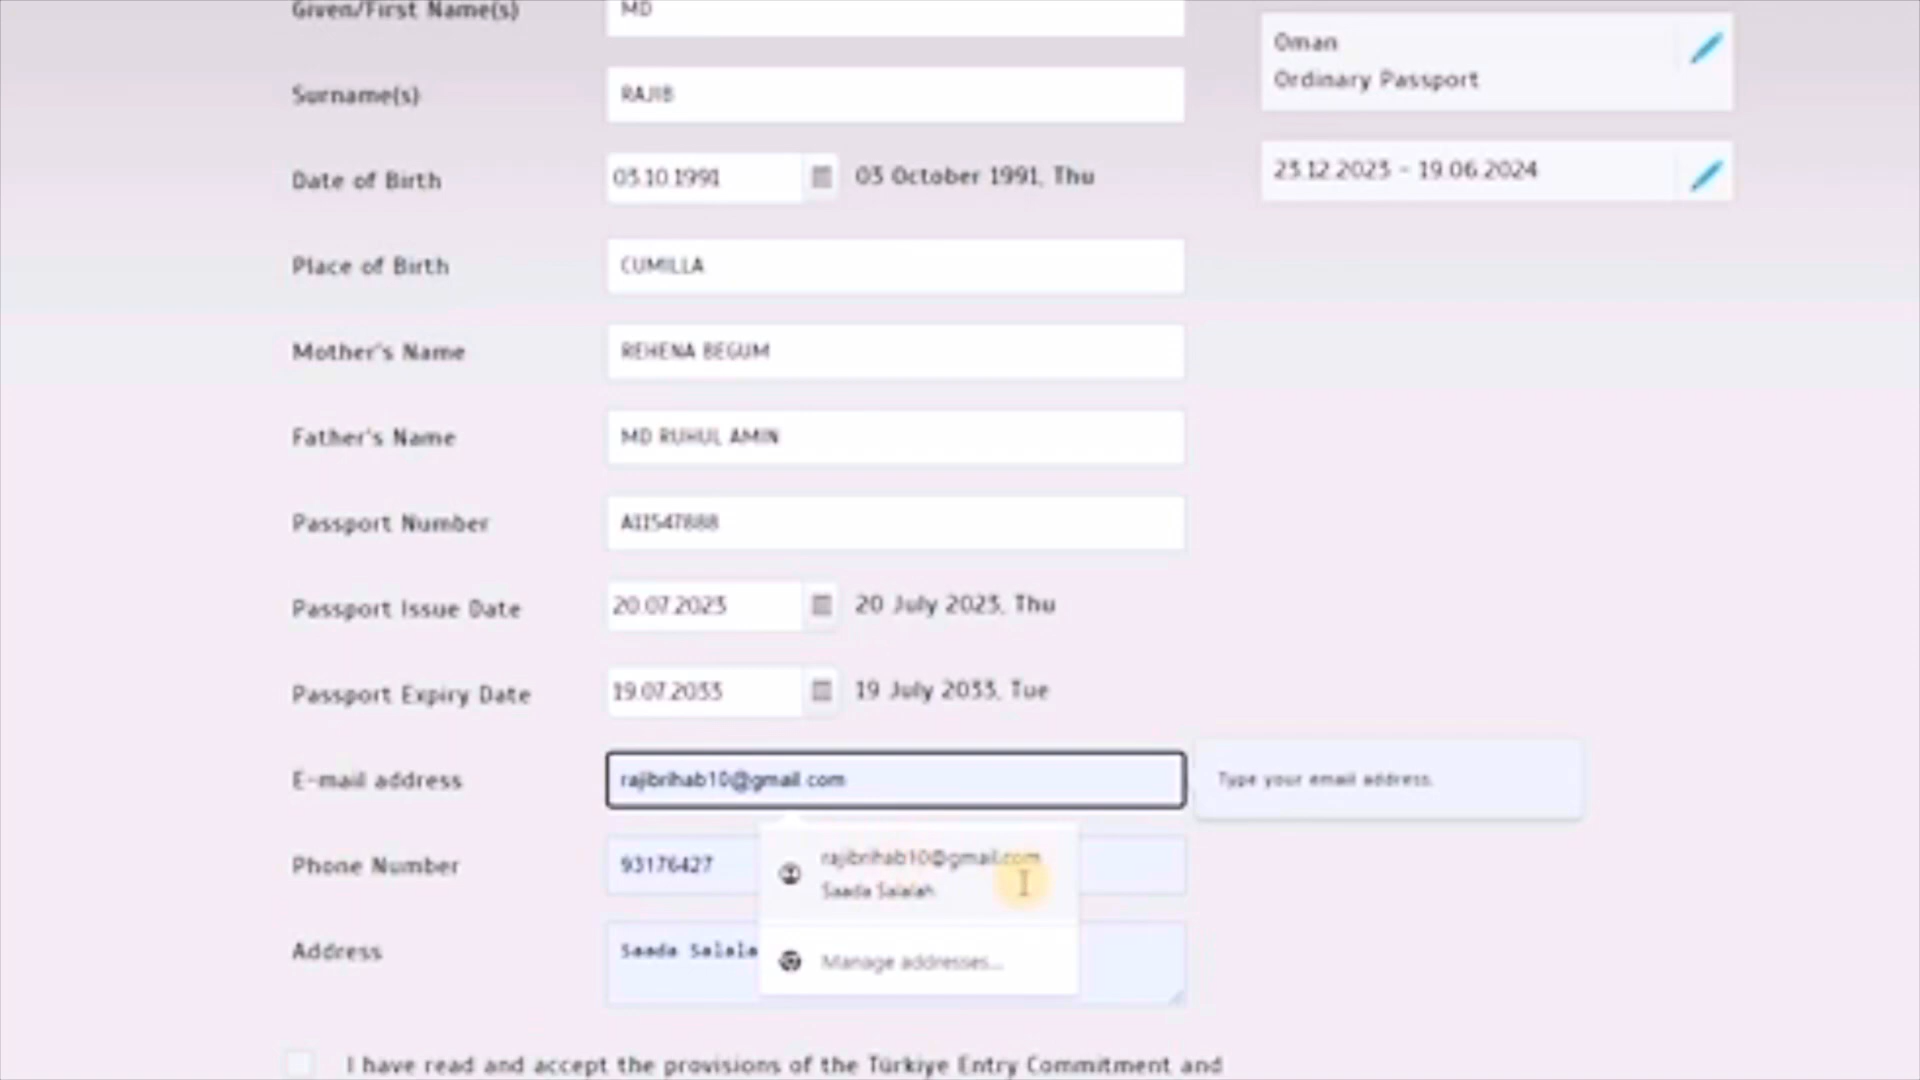 Given/First Name(s) MD
Oman
Ordinary Passport
Surname(s) RAJIB
Date of Birth 03.10.1991 03 October 1991, Thu
23.12.2023 - 19.06.2024
Place of Birth CUMILLA
Mother's Name REHENA BEGUM
Father's Name MD RUHUL AMIN
Passport Number A11547888
Passport Issue Date 20.07.2023 20 July 2023, Thu
Passport Expiry Date 19.07.2033 19 July 2033, Tue
E-mail address rajibrihab10@gmail.com Type your email address.
Phone Number 93176427
rajibrihab10@gmail.com
Saada Salalah
Address Saada Salala
Manage addresses...
I have read and accept the provisions of the Türkiye Entry Commitment and